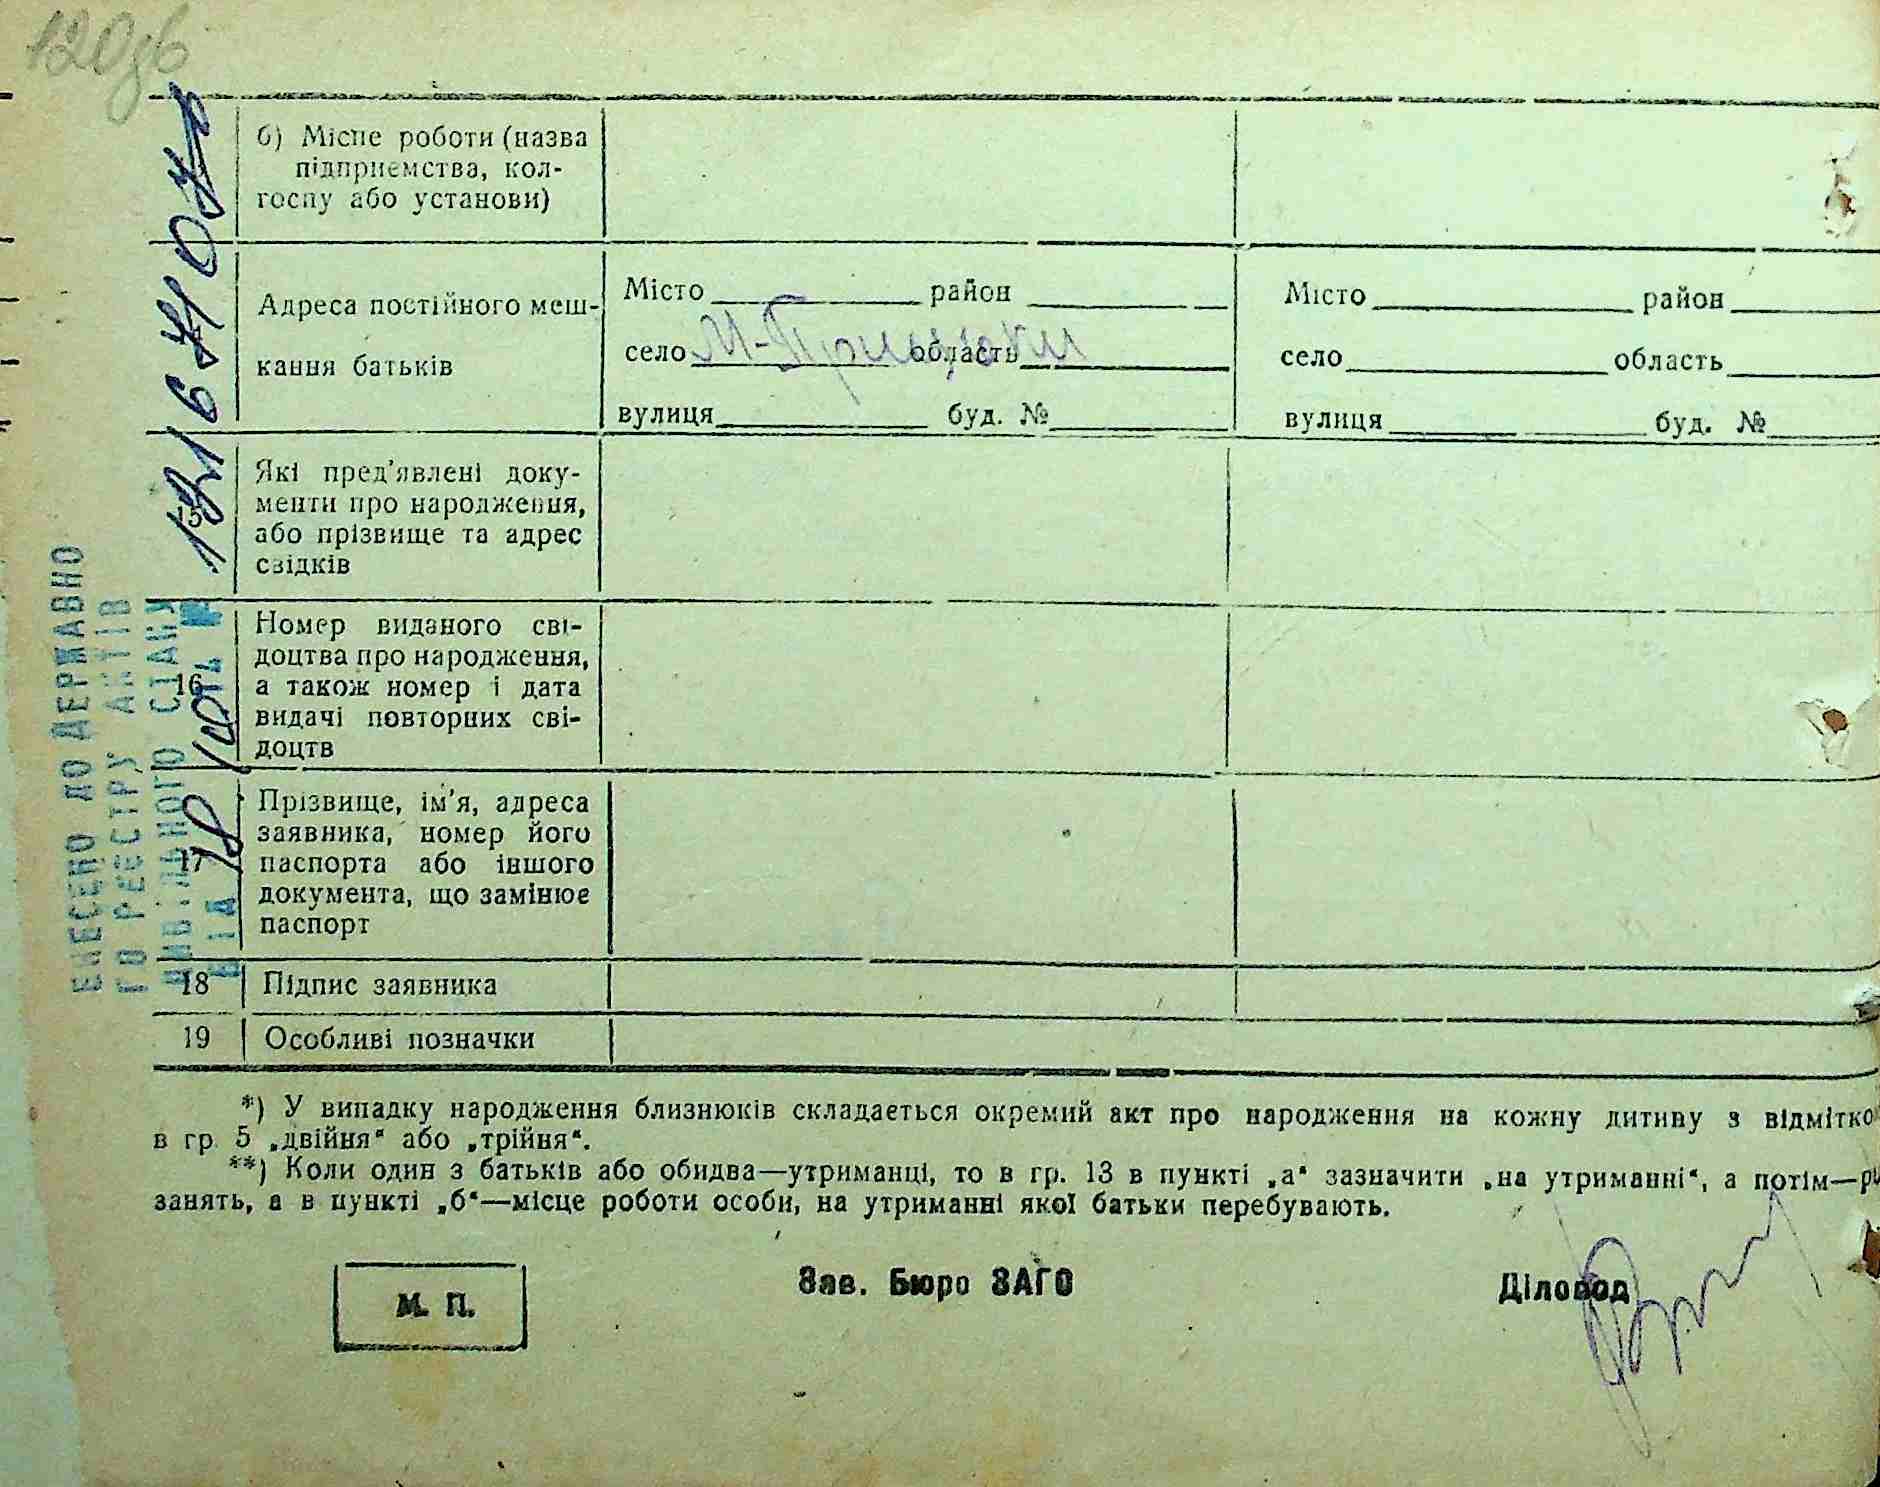 120зв
б) Місце роботи (назва
підприємства, кол-
госпу або установи)
Адреса постійного меш-
кання батьків
Місто район
село М-Прицьки область
вулиця буд. №
Місто район
село область
вулиця буд. №
15
Які пред'явлені доку-
менти про народження,
або прізвище та адрес
свідків
16
Номер виданого сві-
доцтва про народження,
а також номер і дата
видачі повторних сві-
доцтв
17
Прізвище, ім'я, адреса
заявника, номер його
паспорта або іншого
документа, що замінює
паспорт
18 Підпис заявника
19 Особливі позначки
ВНЕСЕНО ДО ДЕРЖАВНО
ГО РЕЄСТРУ АКТІВ
ЦИВІЛЬНОГО СТАНУ
ВІД
*) У випадку народження близнюків складається окремий акт про народження на кожну дитину з відмітко
в гр. 5 „двійня“ або „трійня“.
**) Коли один з батьків або обидва—утриманці, то в гр. 13 в пункті „а“ зазначити „на утриманні“, а потім—рі
занять, а в пункті „б“—місце роботи особи, на утриманні якої батьки перебувають.
М. П.
Зав. Бюро ЗАГС
Діловод